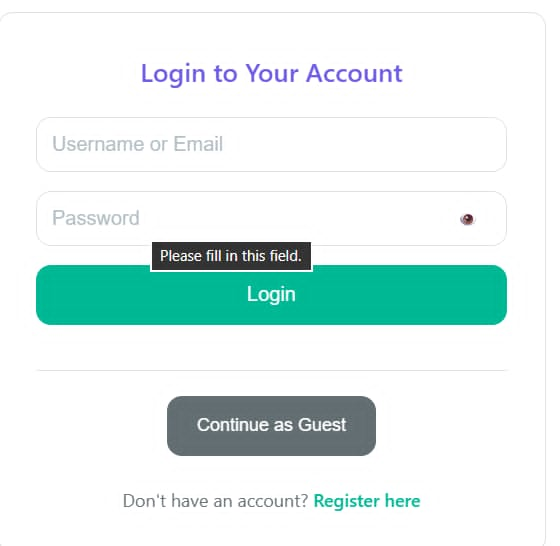 Login to Your Account
Username or Email
Password
Please fill in this field.
Login
Continue as Guest
Don't have an account? Register here